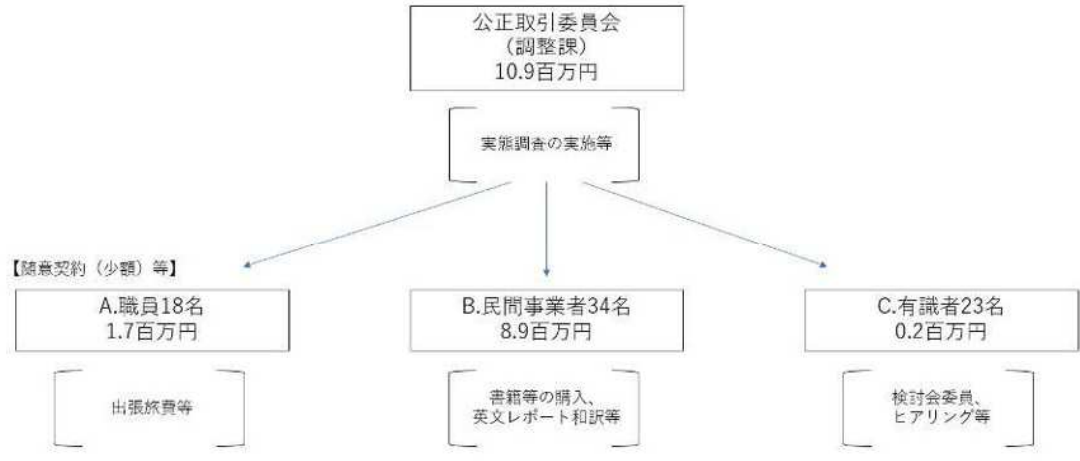 公正取引委員会
(調整課)
10.9百万円
実態調査の実施等
【随意契約（少額）等】
A.職員18名
1.7百万円
B.民間事業者34名
8.9百万円
C.有識者23名
0.2百万円
出張旅費等
書籍等の購入、
英文レポート和訳等
検討会委員、
ヒアリング等